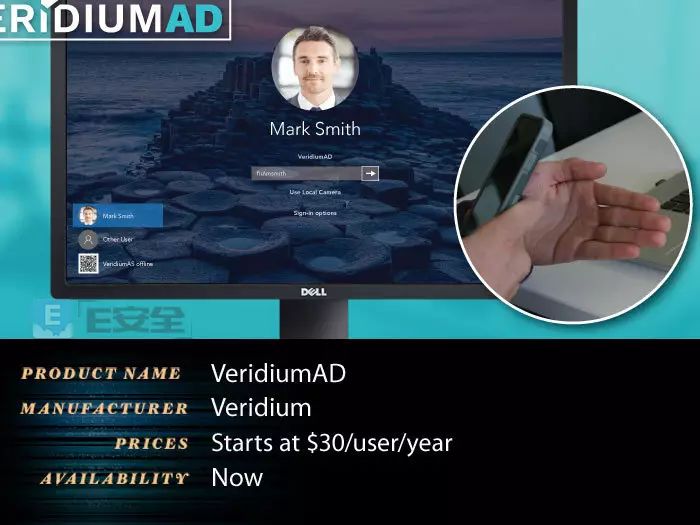 VERIDIUMAD
Mark Smith
VeridiumAD
Use Local Camera
Sign-in options
Mark Smith
Other User
VeridiumAS offline
DELL
E安全
PRODUCT NAME VeridiumAD
MANUFACTURER Veridium
PRICES Starts at $30/user/year
AVAILABILITY Now